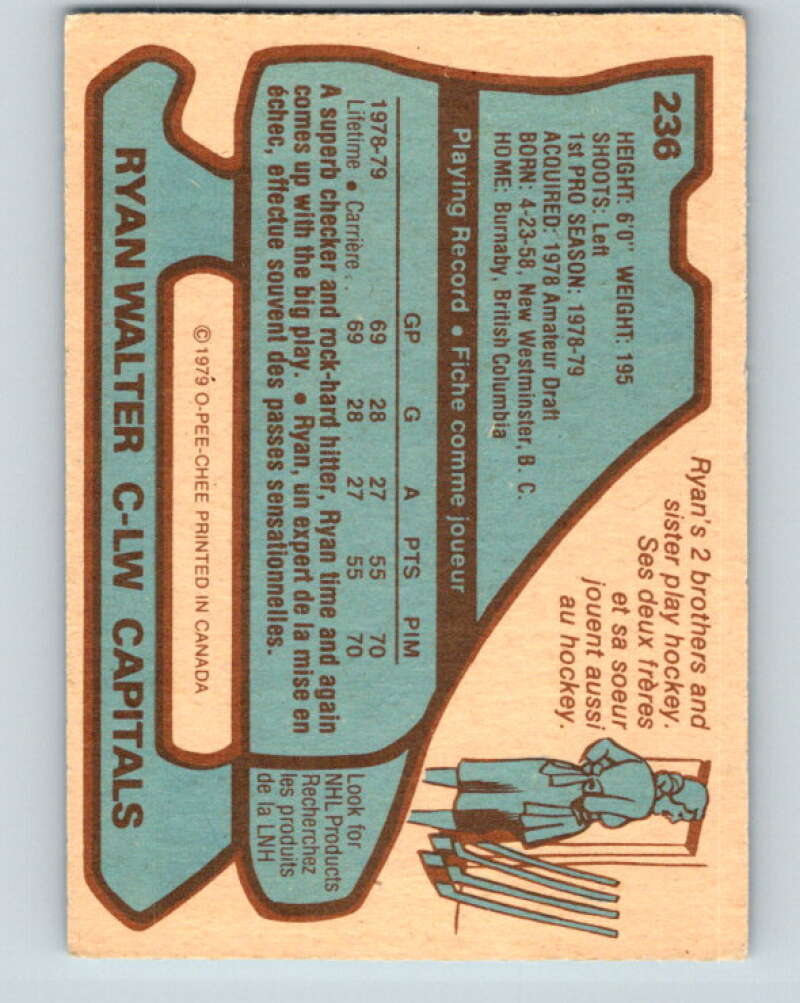 236
HEIGHT: 6'0" WEIGHT: 195
SHOOTS: Left
1st PRO SEASON: 1978-79
ACQUIRED: 1978 Amateur Draft
BORN: 4-23-58, New Westminster, B. C.
HOME: Burnaby, British Columbia
Ryan's 2 brothers and
sister play hockey.
Ses deux frères
et sa soeur
jouent aussi
au hockey.
Playing Record • Fiche comme joueur
GP G A PTS PIM
1978-79 69 28 27 55 70
Lifetime • Carrière . 69 28 27 55 70
A superb checker and rock-hard hitter, Ryan time and again
comes up with the big play. • Ryan, un expert de la mise en
échec, effectue souvent des passes sensationnelles.
Look for
NHL Products
Recherchez
les produits
de la LNH
©1979 O-PEE-CHEE PRINTED IN CANADA
RYAN WALTER C-LW CAPITALS